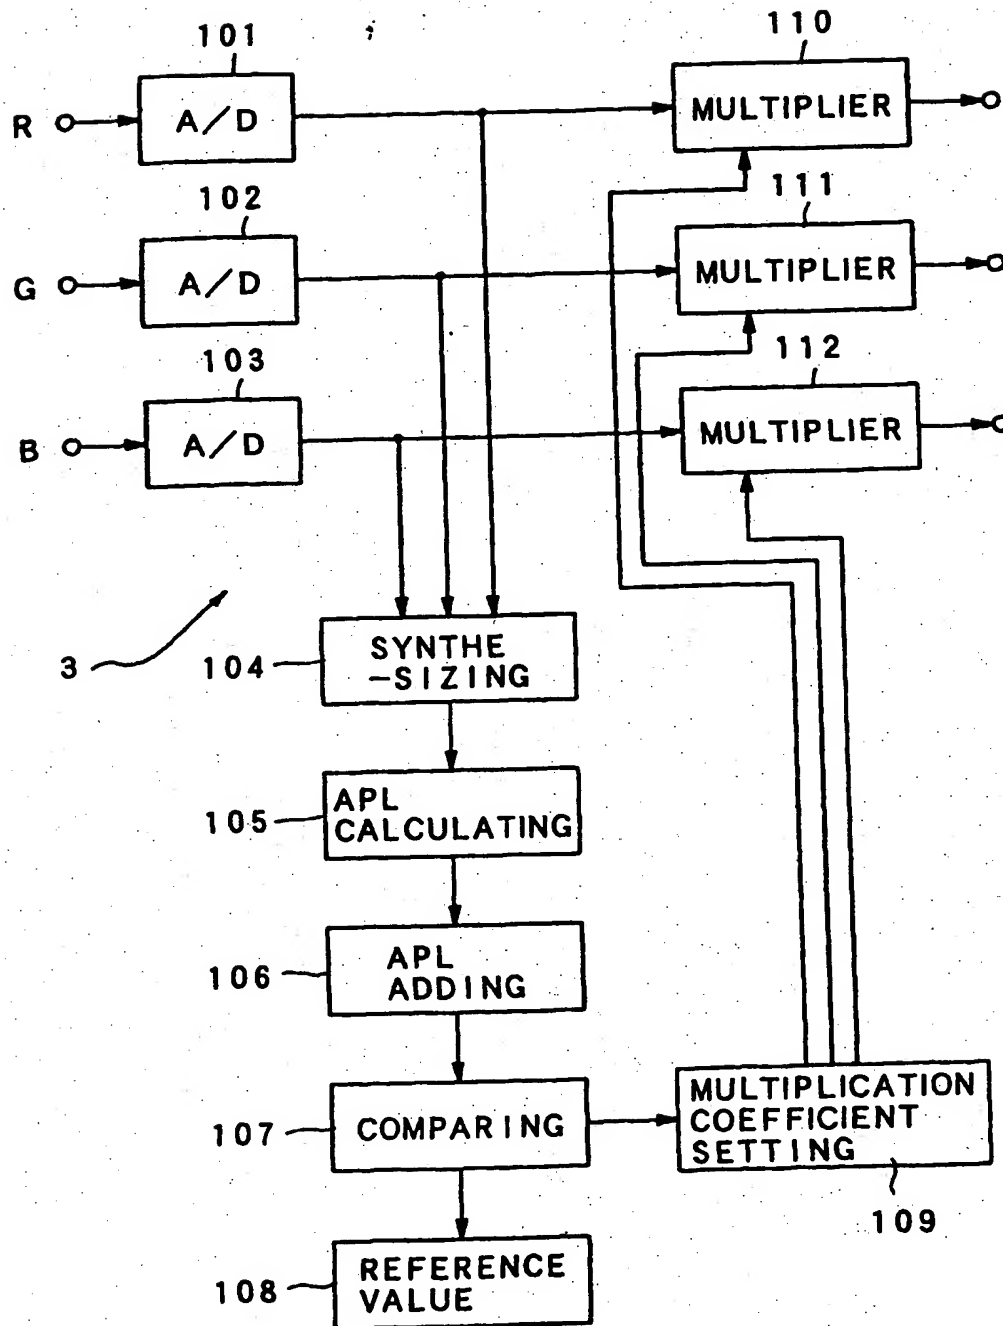 101
110
R
A/D
MULTIPLIER
102
111
G
A/D
MULTIPLIER
103
112
B
A/D
MULTIPLIER
3
104
SYNTHE
-SIZING
105
APL
CALCULATING
106
APL
ADDING
107
COMPARING
MULTIPLICATION
COEFFICIENT
SETTING
109
108
REFERENCE
VALUE